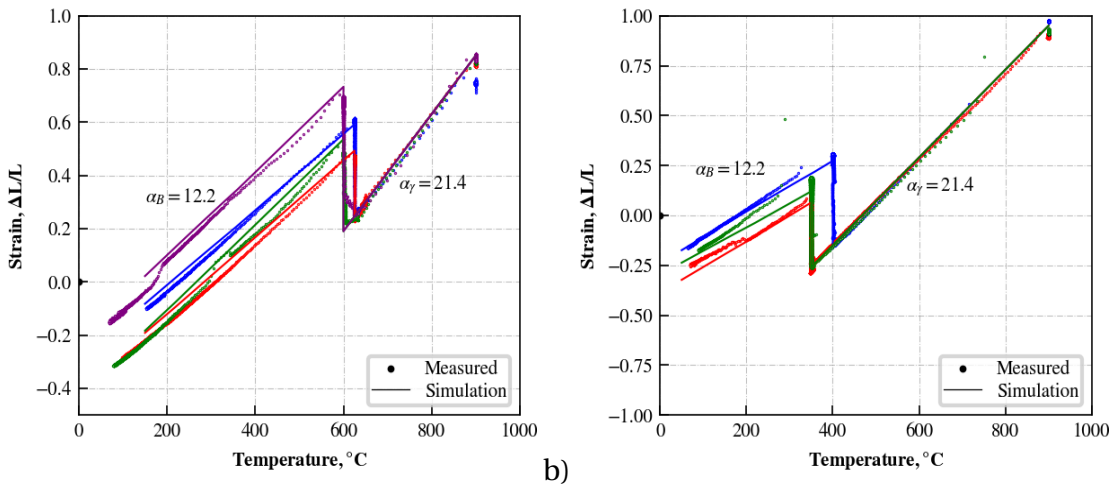 1.0
0.8
0.6
0.4
0.2
0.0
−0.2
−0.4
Strain, ΔL/L
0 200 400 600 800 1000
Temperature, °C
α_B = 12.2
α_γ = 21.4
Measured
Simulation
b)
1.00
0.75
0.50
0.25
0.00
−0.25
−0.50
−0.75
−1.00
Strain, ΔL/L
0 200 400 600 800 1000
Temperature, °C
α_B = 12.2
α_γ = 21.4
Measured
Simulation